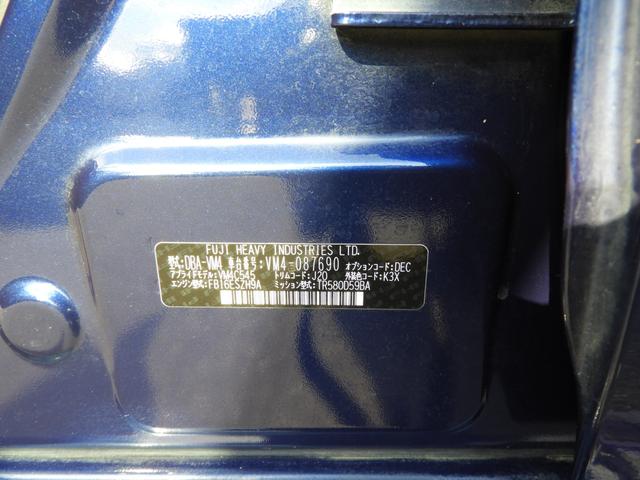 FUJI HEAVY INDUSTRIES LTD.
型式:DBA-VM4 車台番号:VM4-087690 オプションコード:DEC
アプライドモデル:VM4C545 トリムコード:J20 外装色コード:K3X
エンジン型式:FB16ESZH9A ミッション型式:TR580D59BA